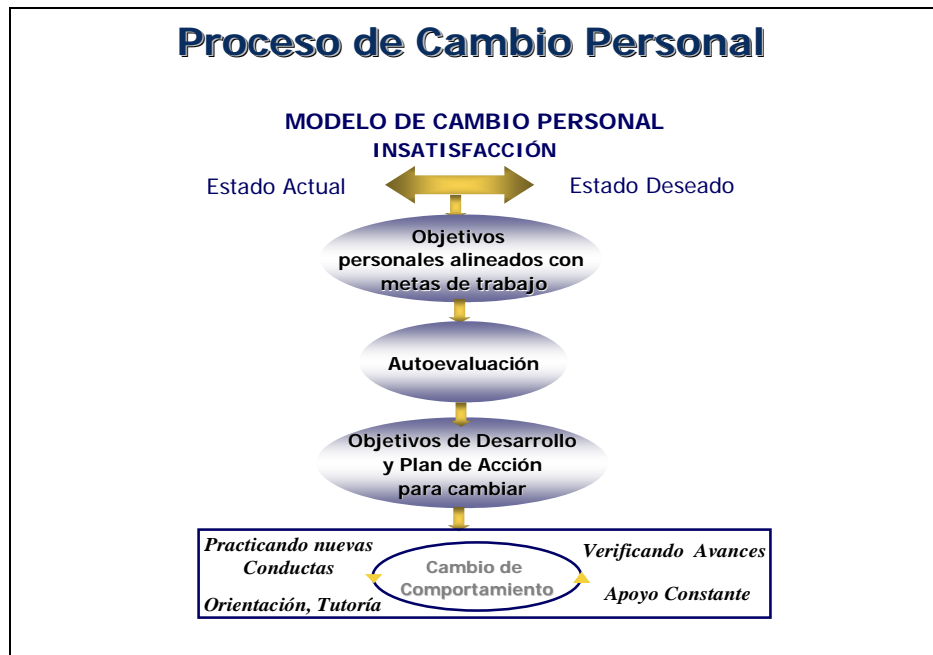 Proceso de Cambio Personal
MODELO DE CAMBIO PERSONAL
INSATISFACCIÓN
Estado Actual
Estado Deseado
Objetivos
personales alineados con
metas de trabajo
Autoevaluación
Objetivos de Desarrollo
y Plan de Acción
para cambiar
Practicando nuevas
Conductas
Orientación, Tutoría
Cambio de
Comportamiento
Verificando Avances
Apoyo Constante